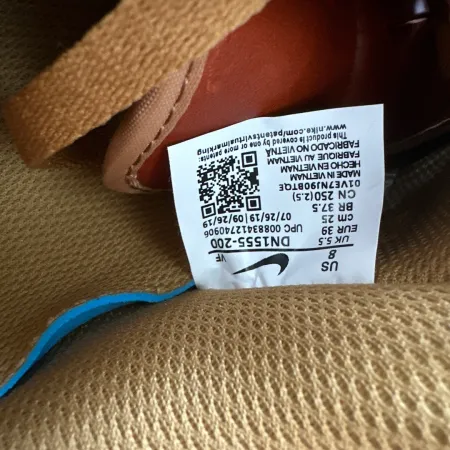 US 8
UK 5.5
EUR 39
cm 25
BR 37.5
CN 250(2.5)
VF
DN1555-200
UPC 00883412740906
07/26/19 | 09/26/19
01VE7NJ90BTQE
MADE IN VIETNAM
FABRIQUE AU VIETNAM
HECHO EN VIETNAM
FABRICADO NO VIETNÃ
This product is covered by one or more patents:
www.nike.com/patentsvirtualmarking